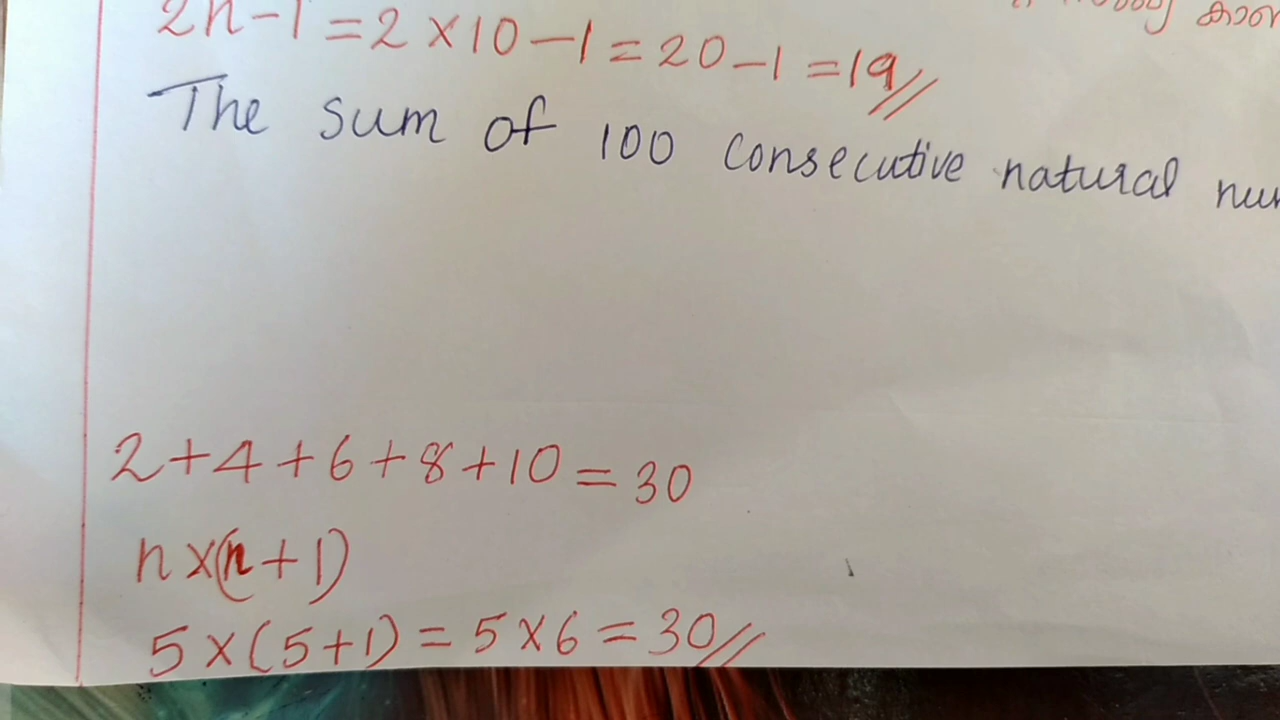 കാണ
2n-1 = 2×10-1 = 20-1 = 19//
The sum of 100 consecutive natural nu
2+4+6+8+10 = 30
n×(n+1)
5×(5+1) = 5×6 = 30//